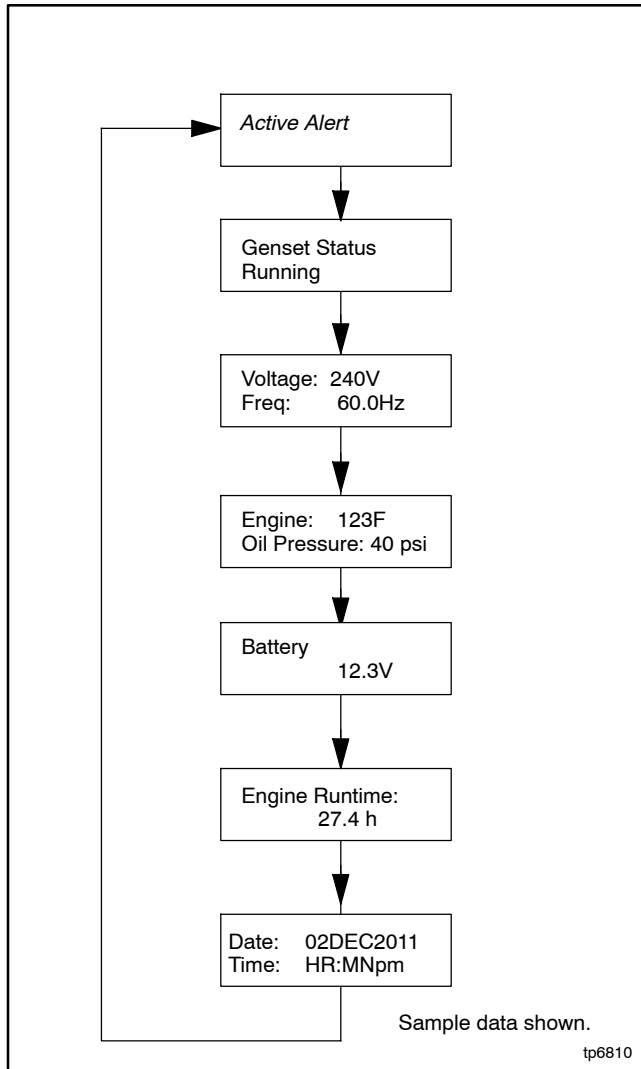 Active Alert
Genset Status
Running
Voltage: 240V
Freq: 60.0Hz
Engine: 123F
Oil Pressure: 40 psi
Battery
12.3V
Engine Runtime:
27.4 h
Date: 02DEC2011
Time: HR:MNpm
Sample data shown.
tp6810